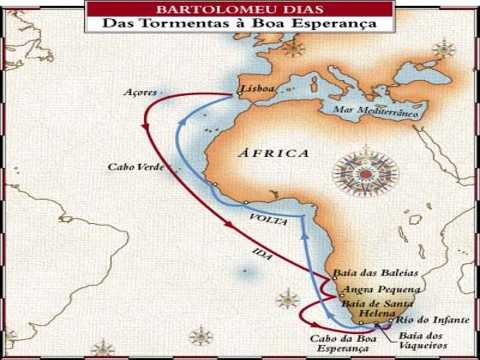 BARTOLOMEU DIAS
Das Tormentas à Boa Esperança
Açores
Lisboa
Mar Mediterrâneo
ÁFRICA
Cabo Verde
VOLTA
IDA
Baía das Baleias
Angra Pequena
Baía de Santa
Helena
Rio do Infante
Cabo da Boa
Esperança
Baía dos
Vaqueiros